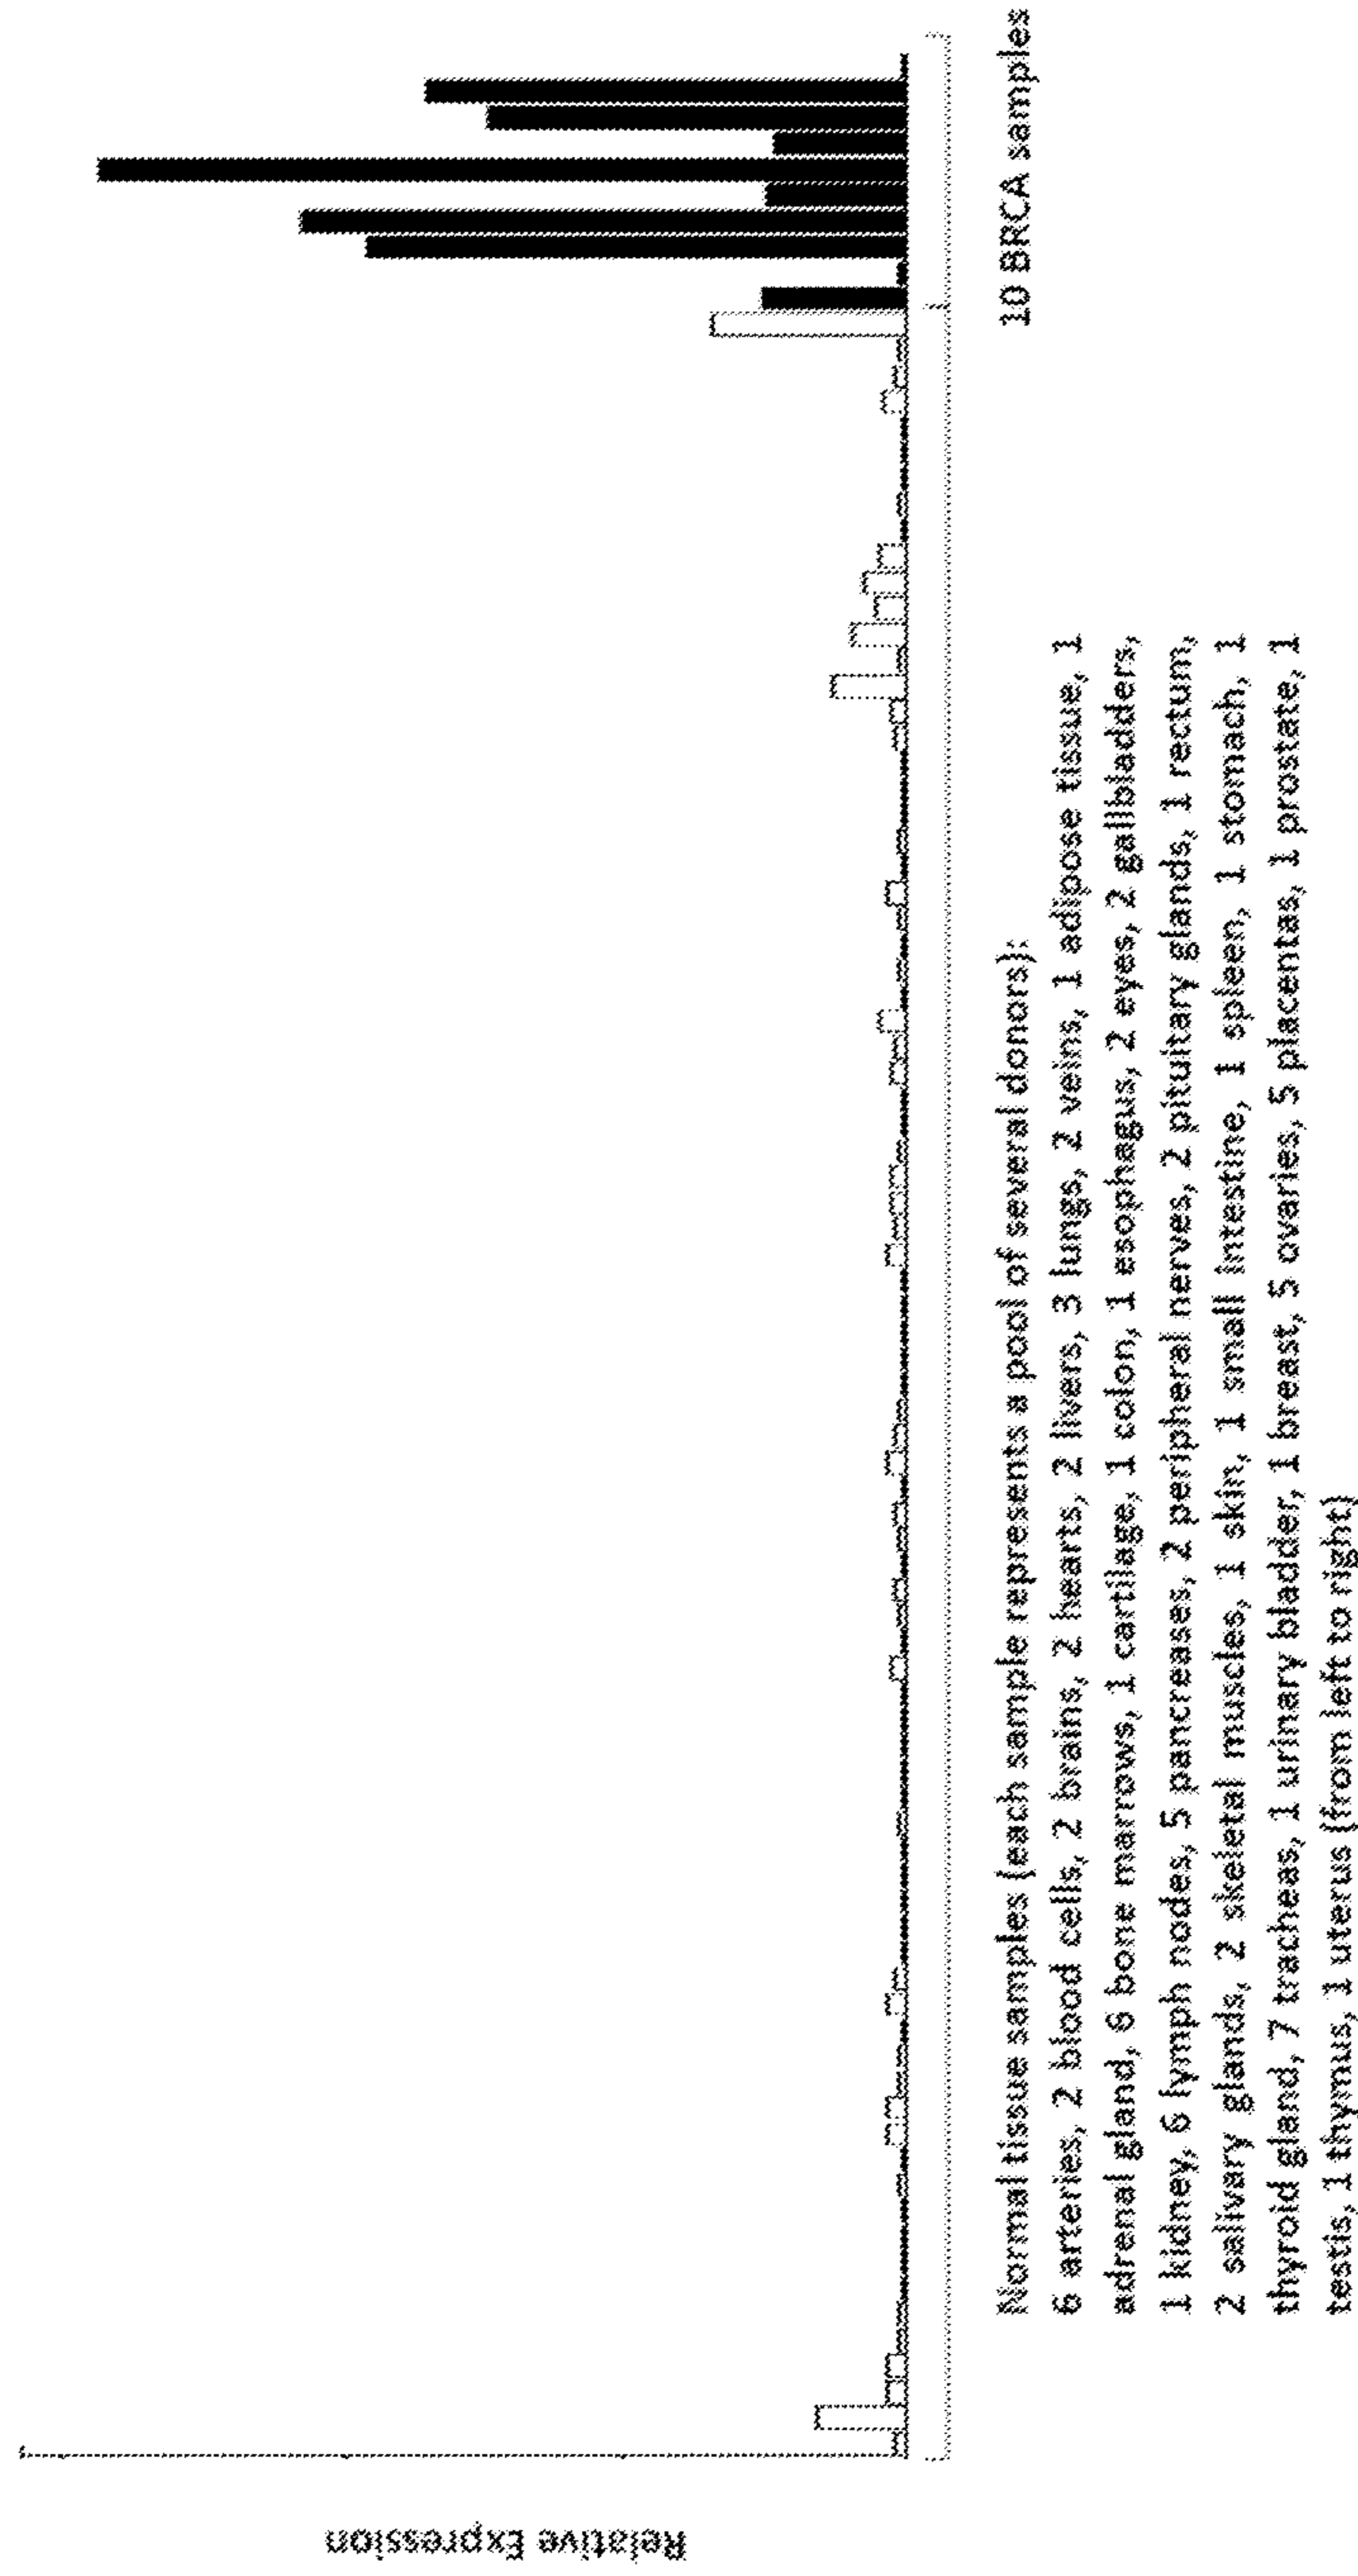 Relative Expression
10 BRCA samples
Normal tissue samples (each sample represents a pool of several donors):
6 arteries, 2 blood cells, 2 brains, 2 hearts, 2 livers, 3 lungs, 2 veins, 1 adipose tissue, 1
adrenal gland, 6 bone marrows, 1 cartilage, 1 colon, 1 esophagus, 2 eyes, 2 gallbladders,
1 kidney, 6 lymph nodes, 5 pancreases, 2 peripheral nerves, 2 pituitary glands, 1 rectum,
2 salivary glands, 2 skeletal muscles, 1 skin, 1 small intestine, 1 spleen, 1 stomach, 1
thyroid gland, 7 tracheas, 1 urinary bladder, 1 breast, 5 ovaries, 5 placentas, 1 prostate, 1
testis, 1 thymus, 1 uterus (from left to right)